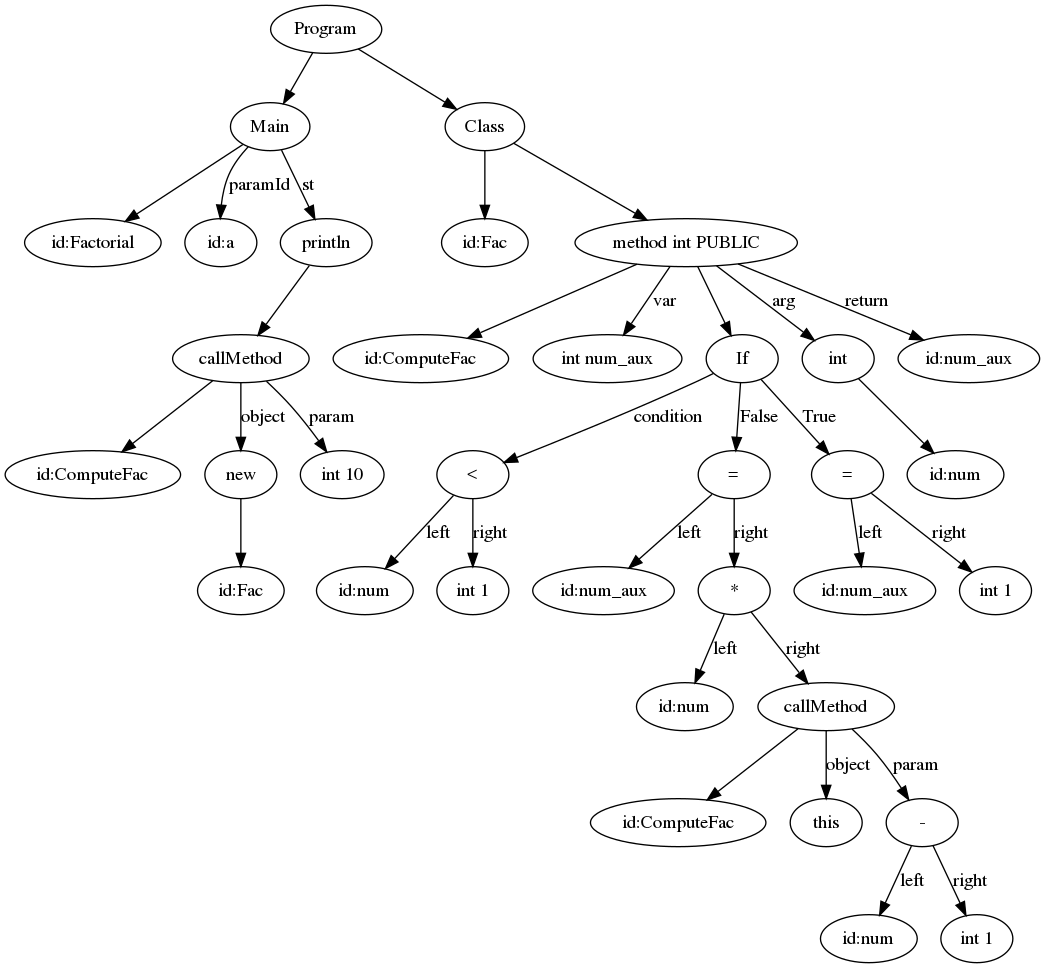 Program
Main
Class
paramId
st
id:Factorial
id:a
println
id:Fac
method int PUBLIC
var
arg
return
callMethod
id:ComputeFac
int num_aux
If
int
id:num_aux
object
param
condition
False
True
id:ComputeFac
new
int 10
<
=
=
id:num
left
right
left
right
left
right
id:Fac
id:num
int 1
id:num_aux
*
id:num_aux
int 1
left
right
id:num
callMethod
object
param
id:ComputeFac
this
-
left
right
id:num
int 1